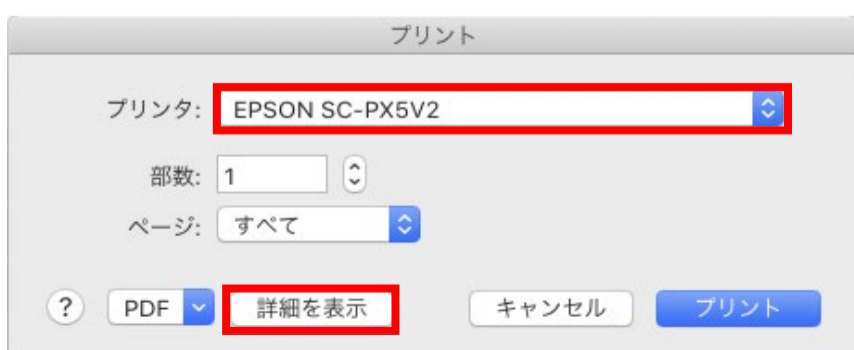 プリント
プリンタ: EPSON SC-PX5V2
部数: 1
ページ: すべて
? PDF 詳細を表示 キャンセル プリント